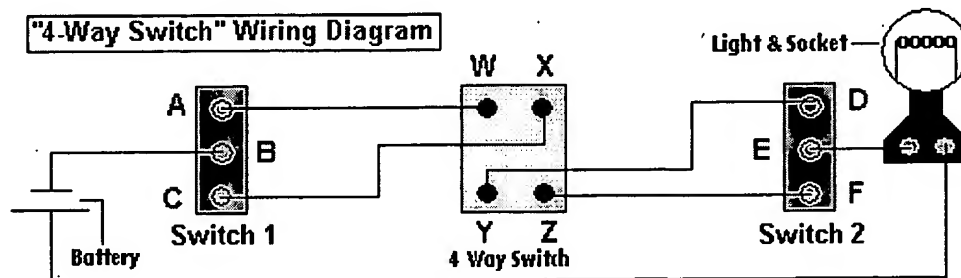 "4-Way Switch" Wiring Diagram
Light & Socket
W X
A
B
C
D
E
F
Y Z
Switch 1
4 Way Switch
Switch 2
Battery